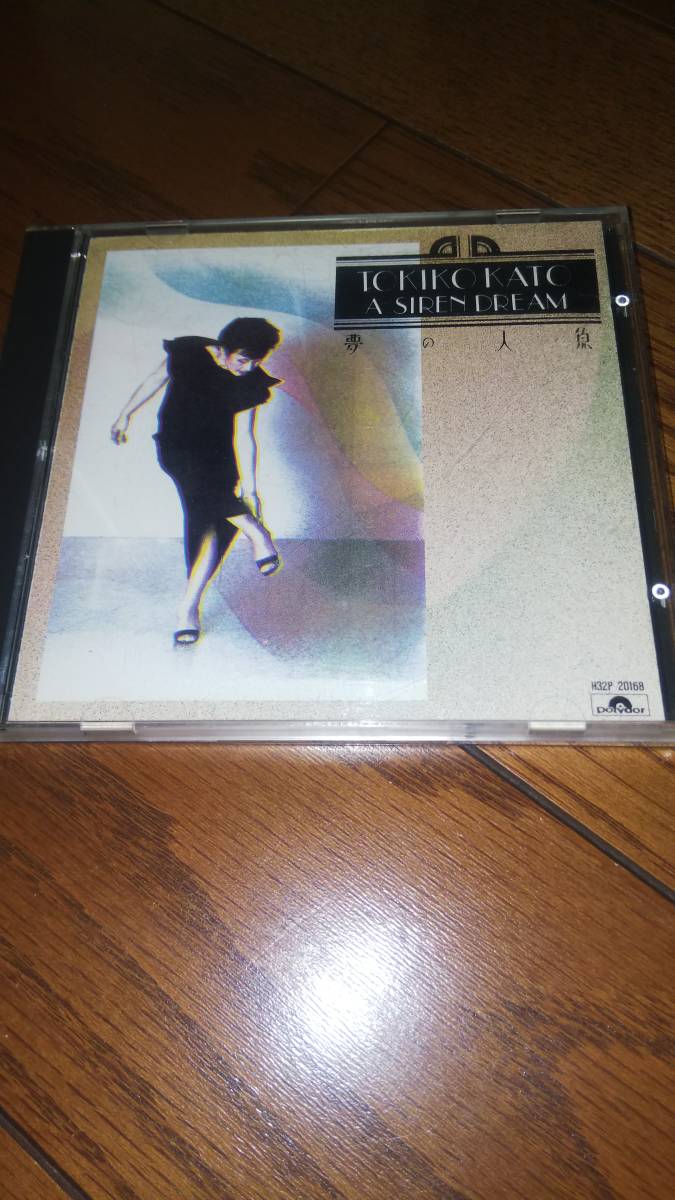 TOKIKO KATO
A SIREN DREAM
夢の人魚
H32P 20168
polydor